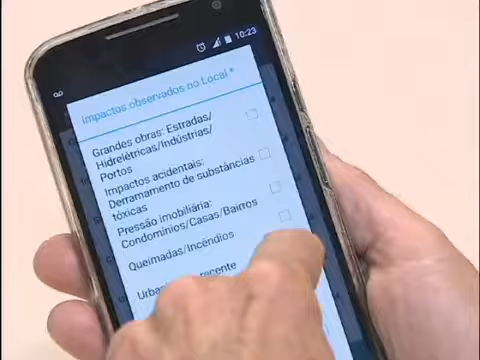 10:23
Impactos observados no Local *
Grandes obras: Estradas/
Hidrelétricas/Indústrias/
Portos
Impactos acidentais:
Derramamento de substâncias
tóxicas
Pressão imobiliária:
Condomínios/Casas/Bairros
Queimadas/Incêndios
recente